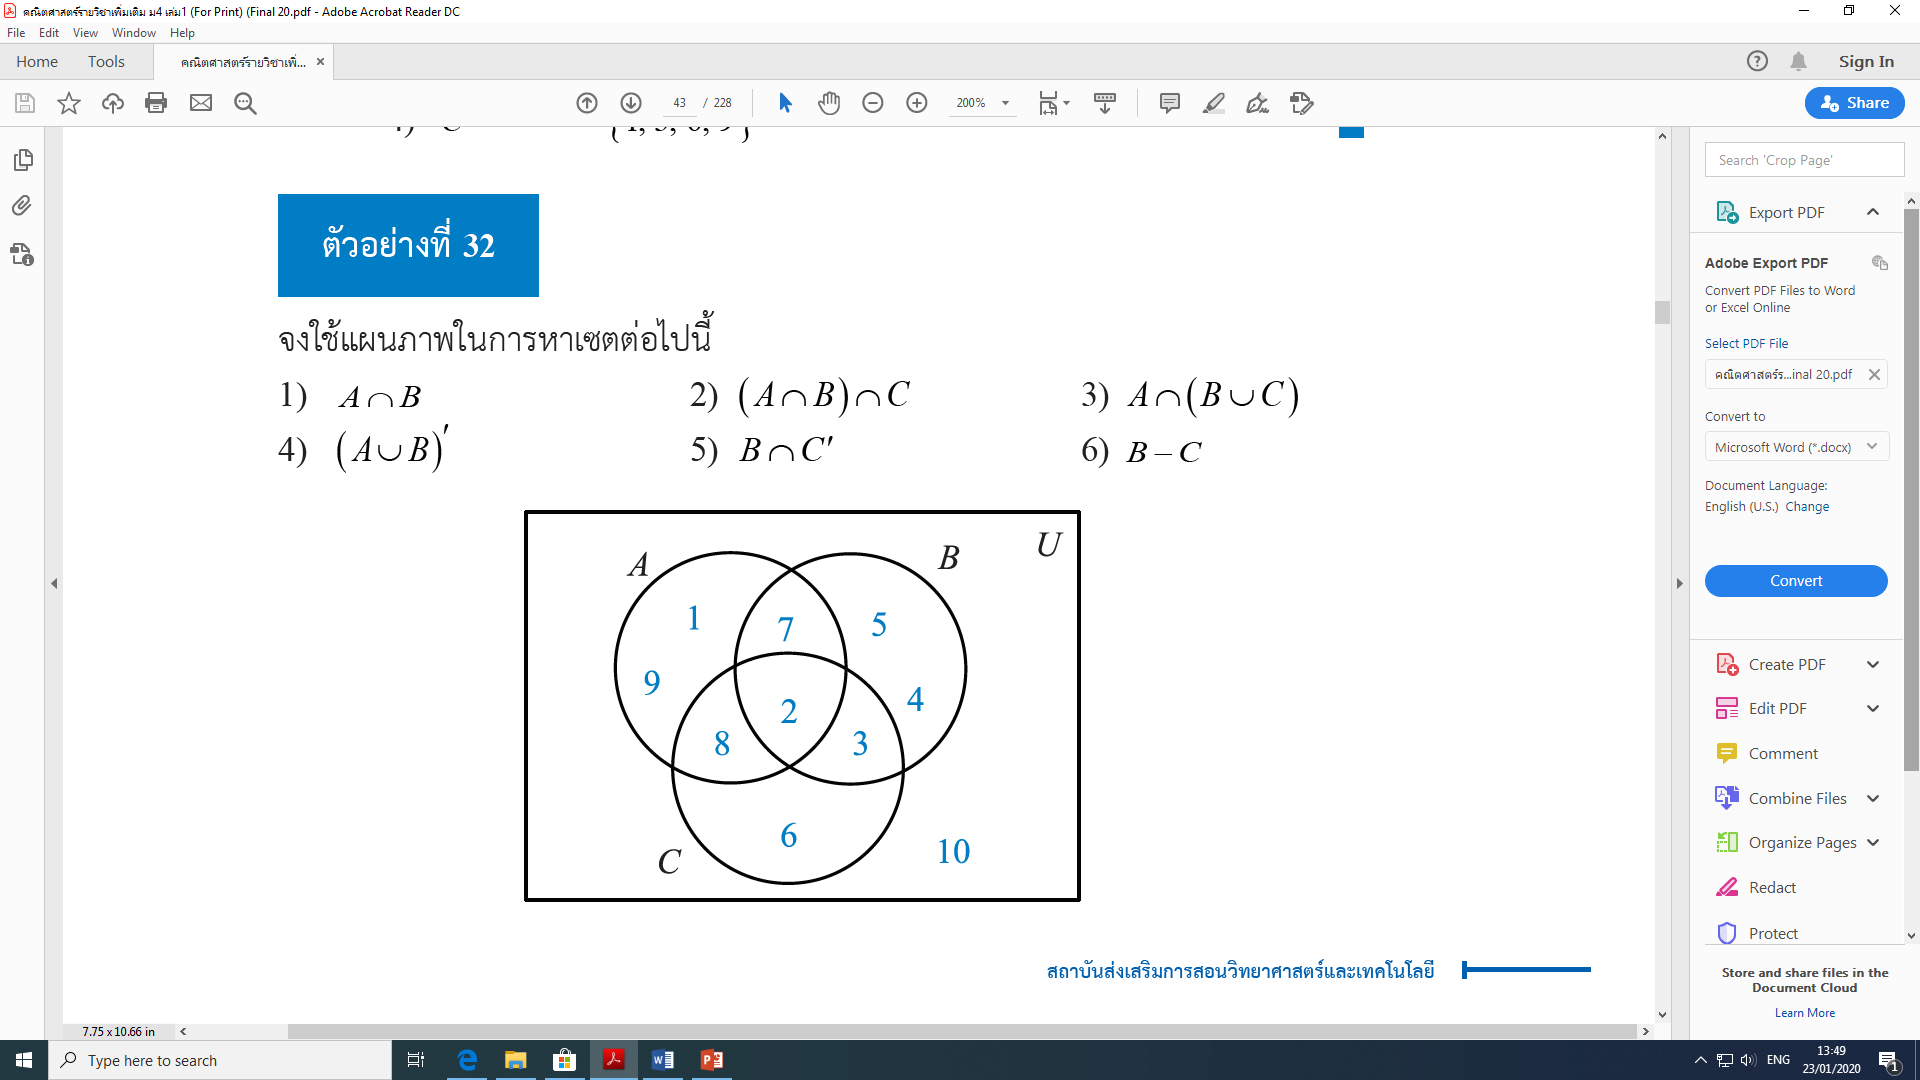 คณิตศาสตร์รายวิชาเพิ่มเติม ม4 เล่ม1 (For Print) (Final 20.pdf - Adobe Acrobat Reader DC
File Edit View Window Help
Home Tools คณิตศาสตร์รายวิชาเพิ่... × Sign In
43 / 228 200% Share
ตัวอย่างที่ 32
จงใช้แผนภาพในการหาเซตต่อไปนี้
1) A ∩ B 2) (A ∩ B) ∩ C 3) A ∩ (B ∪ C)
4) (A ∪ B)′ 5) B ∩ C′ 6) B − C
U
A B
1 7 5
9 2 4
8 3
6
C 10
สถาบันส่งเสริมการสอนวิทยาศาสตร์และเทคโนโลยี
7.75 x 10.66 in
Search 'Crop Page'
Export PDF
Adobe Export PDF
Convert PDF Files to Word
or Excel Online
Select PDF File
คณิตศาสตร์ร...inal 20.pdf
Convert to
Microsoft Word (*.docx)
Document Language:
English (U.S.) Change
Convert
Create PDF
Edit PDF
Comment
Combine Files
Organize Pages
Redact
Protect
Store and share files in the
Document Cloud
Learn More
Type here to search
ENG
13:49
23/01/2020
1